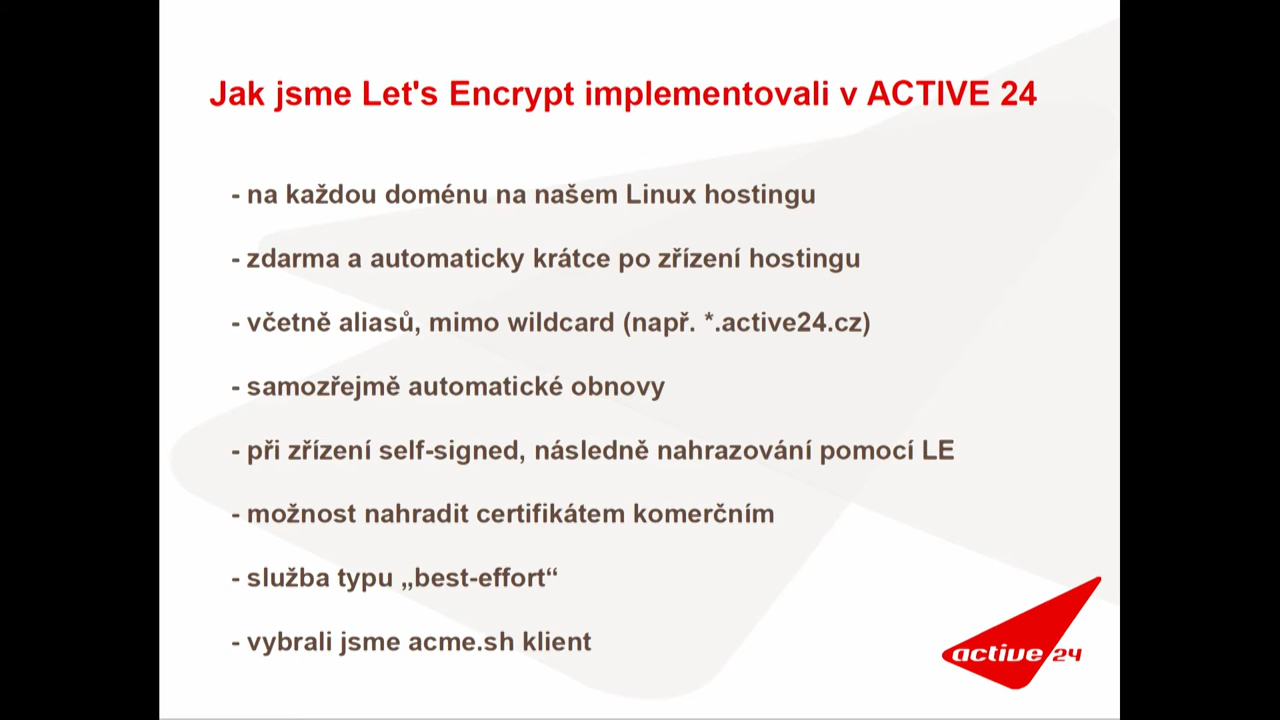 Jak jsme Let's Encrypt implementovali v ACTIVE 24
- na každou doménu na našem Linux hostingu
- zdarma a automaticky krátce po zřízení hostingu
- včetně aliasů, mimo wildcard (např. *.active24.cz)
- samozřejmě automatické obnovy
- při zřízení self-signed, následně nahrazování pomocí LE
- možnost nahradit certifikátem komerčním
- služba typu „best-effort“
- vybrali jsme acme.sh klient
active 24